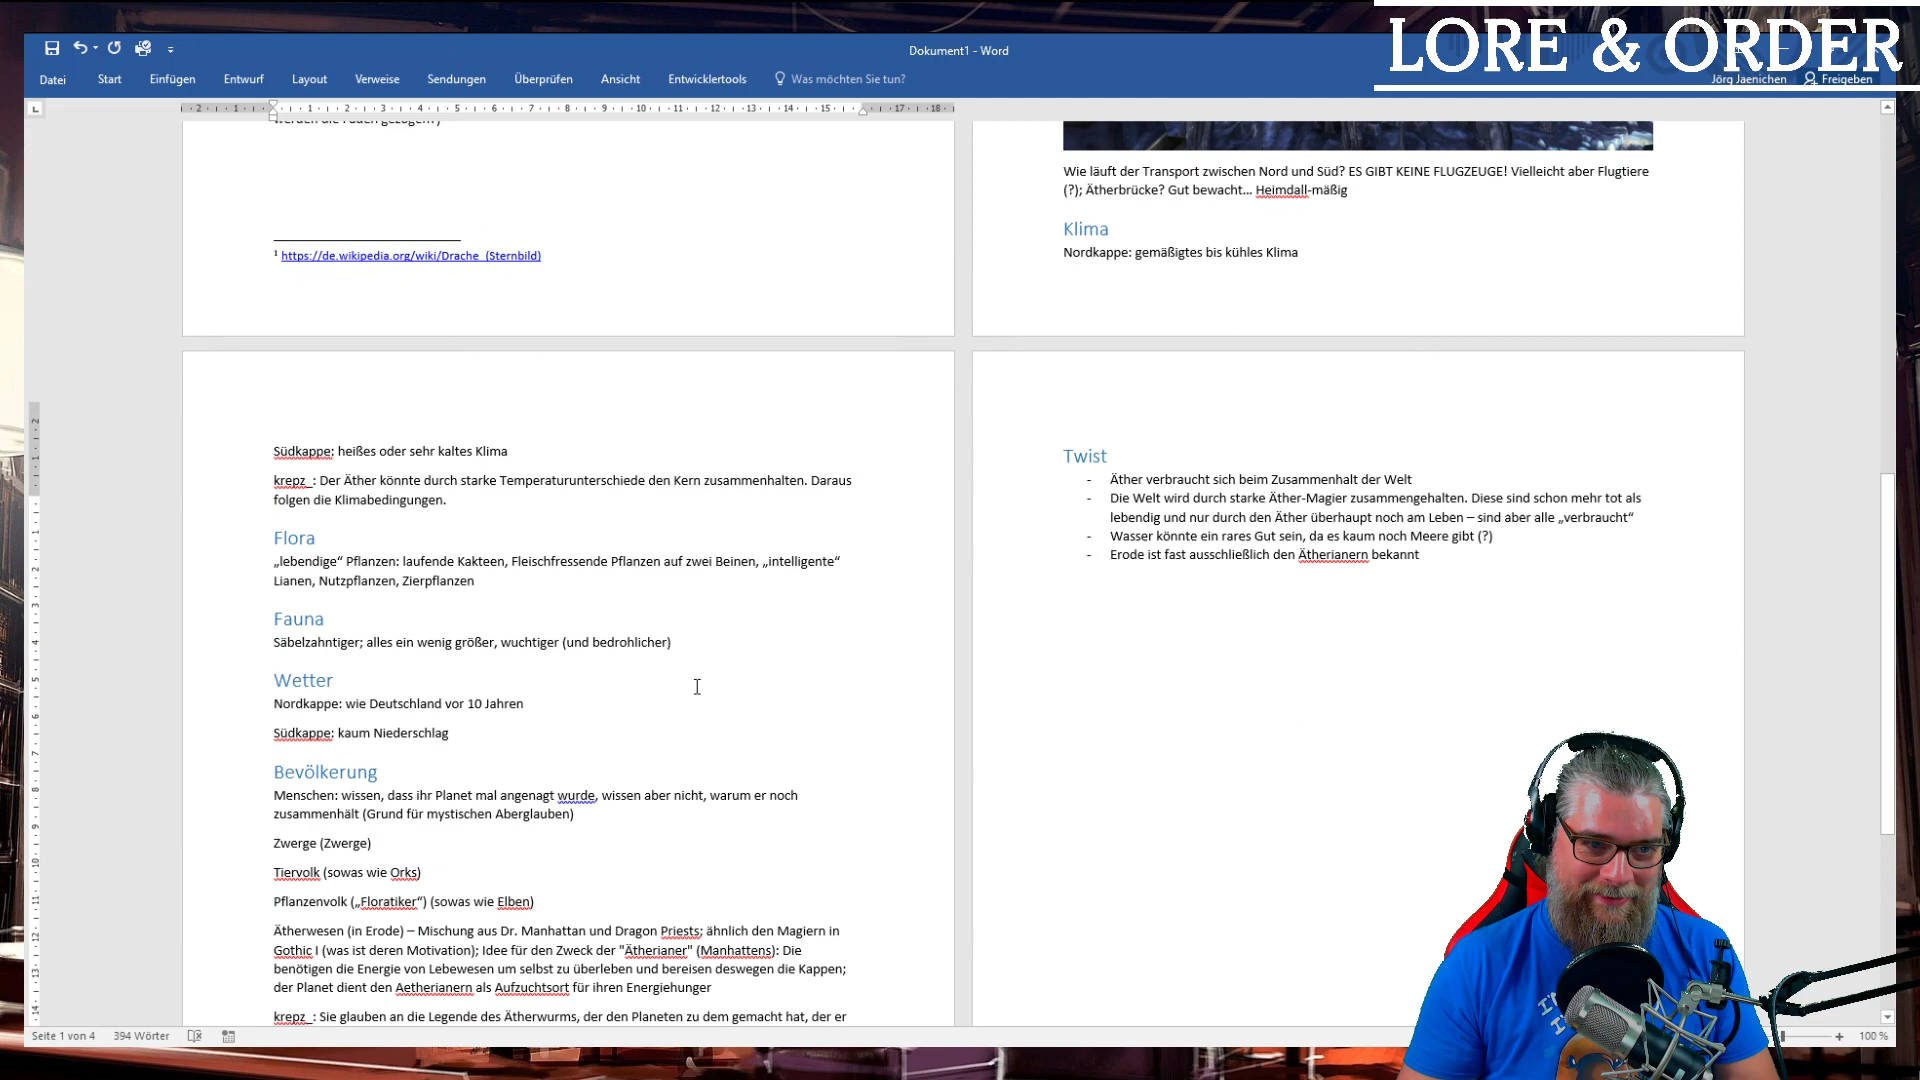 LORE & ORDER
Dokument1 - Word
Jörg Jaenichen
Freigeben
Datei
Start
Einfügen
Entwurf
Layout
Verweise
Sendungen
Überprüfen
Ansicht
Entwicklertools
Was möchten Sie tun?
1 https://de.wikipedia.org/wiki/Drache_(Sternbild)
Wie läuft der Transport zwischen Nord und Süd? ES GIBT KEINE FLUGZEUGE! Vielleicht aber Flugtiere
(?); Ätherbrücke? Gut bewacht... Heimdall-mäßig
Klima
Nordkappe: gemäßigtes bis kühles Klima
Südkappe: heißes oder sehr kaltes Klima
krepz_: Der Äther könnte durch starke Temperaturunterschiede den Kern zusammenhalten. Daraus
folgen die Klimabedingungen.
Flora
„lebendige“ Pflanzen: laufende Kakteen, Fleischfressende Pflanzen auf zwei Beinen, „intelligente“
Lianen, Nutzpflanzen, Zierpflanzen
Fauna
Säbelzahntiger; alles ein wenig größer, wuchtiger (und bedrohlicher)
Wetter
Nordkappe: wie Deutschland vor 10 Jahren
Südkappe: kaum Niederschlag
Bevölkerung
Menschen: wissen, dass ihr Planet mal angenagt wurde, wissen aber nicht, warum er noch
zusammenhält (Grund für mystischen Aberglauben)
Zwerge (Zwerge)
Tiervolk (sowas wie Orks)
Pflanzenvolk („Floratiker“) (sowas wie Elben)
Ätherwesen (in Erode) – Mischung aus Dr. Manhattan und Dragon Priests; ähnlich den Magiern in
Gothic I (was ist deren Motivation); Idee für den Zweck der "Ätherianer" (Manhattens): Die
benötigen die Energie von Lebewesen um selbst zu überleben und bereisen deswegen die Kappen;
der Planet dient den Aetherianern als Aufzuchtsort für ihren Energiehunger
krepz_: Sie glauben an die Legende des Ätherwurms, der den Planeten zu dem gemacht hat, der er
Twist
- Äther verbraucht sich beim Zusammenhalt der Welt
- Die Welt wird durch starke Äther-Magier zusammengehalten. Diese sind schon mehr tot als
lebendig und nur durch den Äther überhaupt noch am Leben – sind aber alle „verbraucht“
- Wasser könnte ein rares Gut sein, da es kaum noch Meere gibt (?)
- Erode ist fast ausschließlich den Ätherianern bekannt
Seite 1 von 4
394 Wörter
100 %